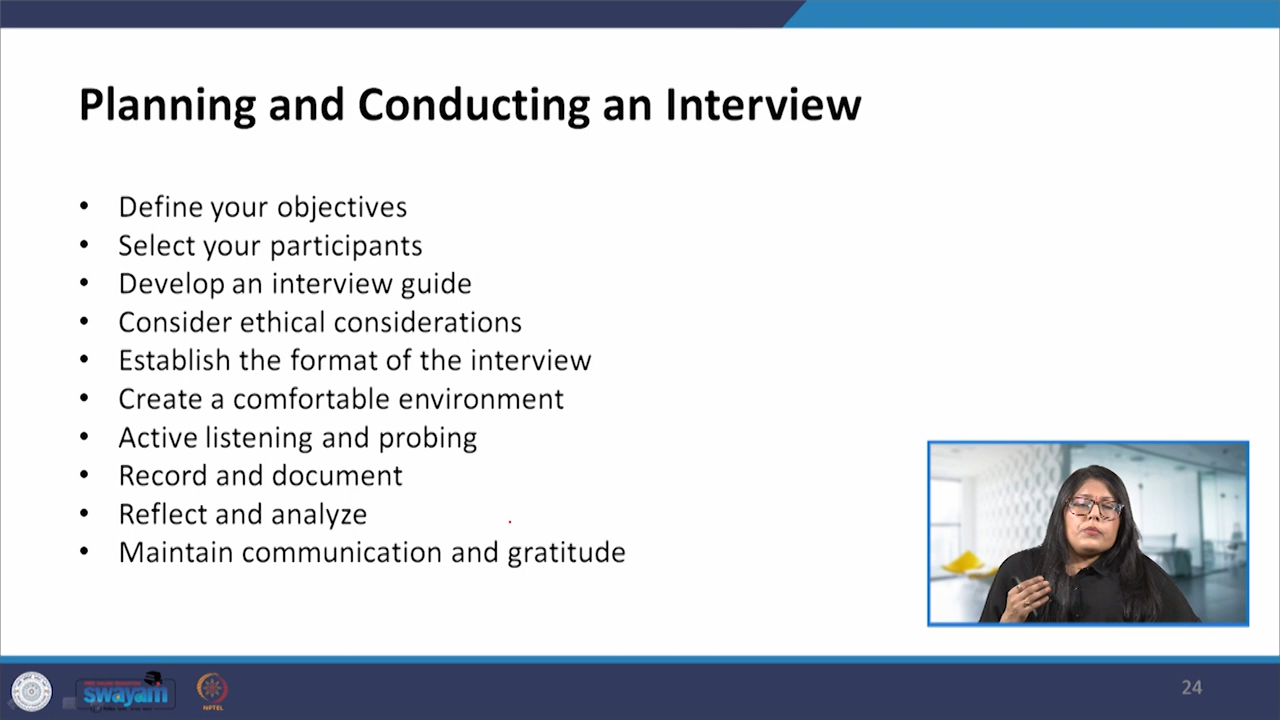 Planning and Conducting an Interview
• Define your objectives
• Select your participants
• Develop an interview guide
• Consider ethical considerations
• Establish the format of the interview
• Create a comfortable environment
• Active listening and probing
• Record and document
• Reflect and analyze
• Maintain communication and gratitude
swayam
NPTEL
24